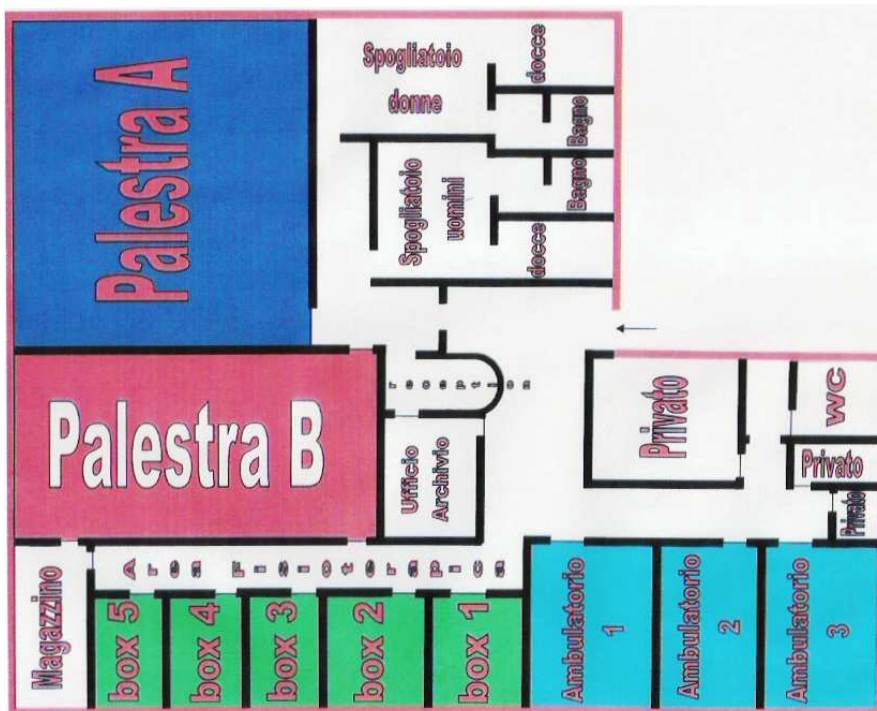 Palestra A
Spogliatoio
donne
docce
Bagno
Bagno
Spogliatoio
uomini
docce
Palestra B
reception
Ufficio
Archivio
Privato
WC
Privato
Privato
Magazzino
Area Fisioterapica
box 5
box 4
box 3
box 2
box 1
Ambulatorio
1
Ambulatorio
2
Ambulatorio
3